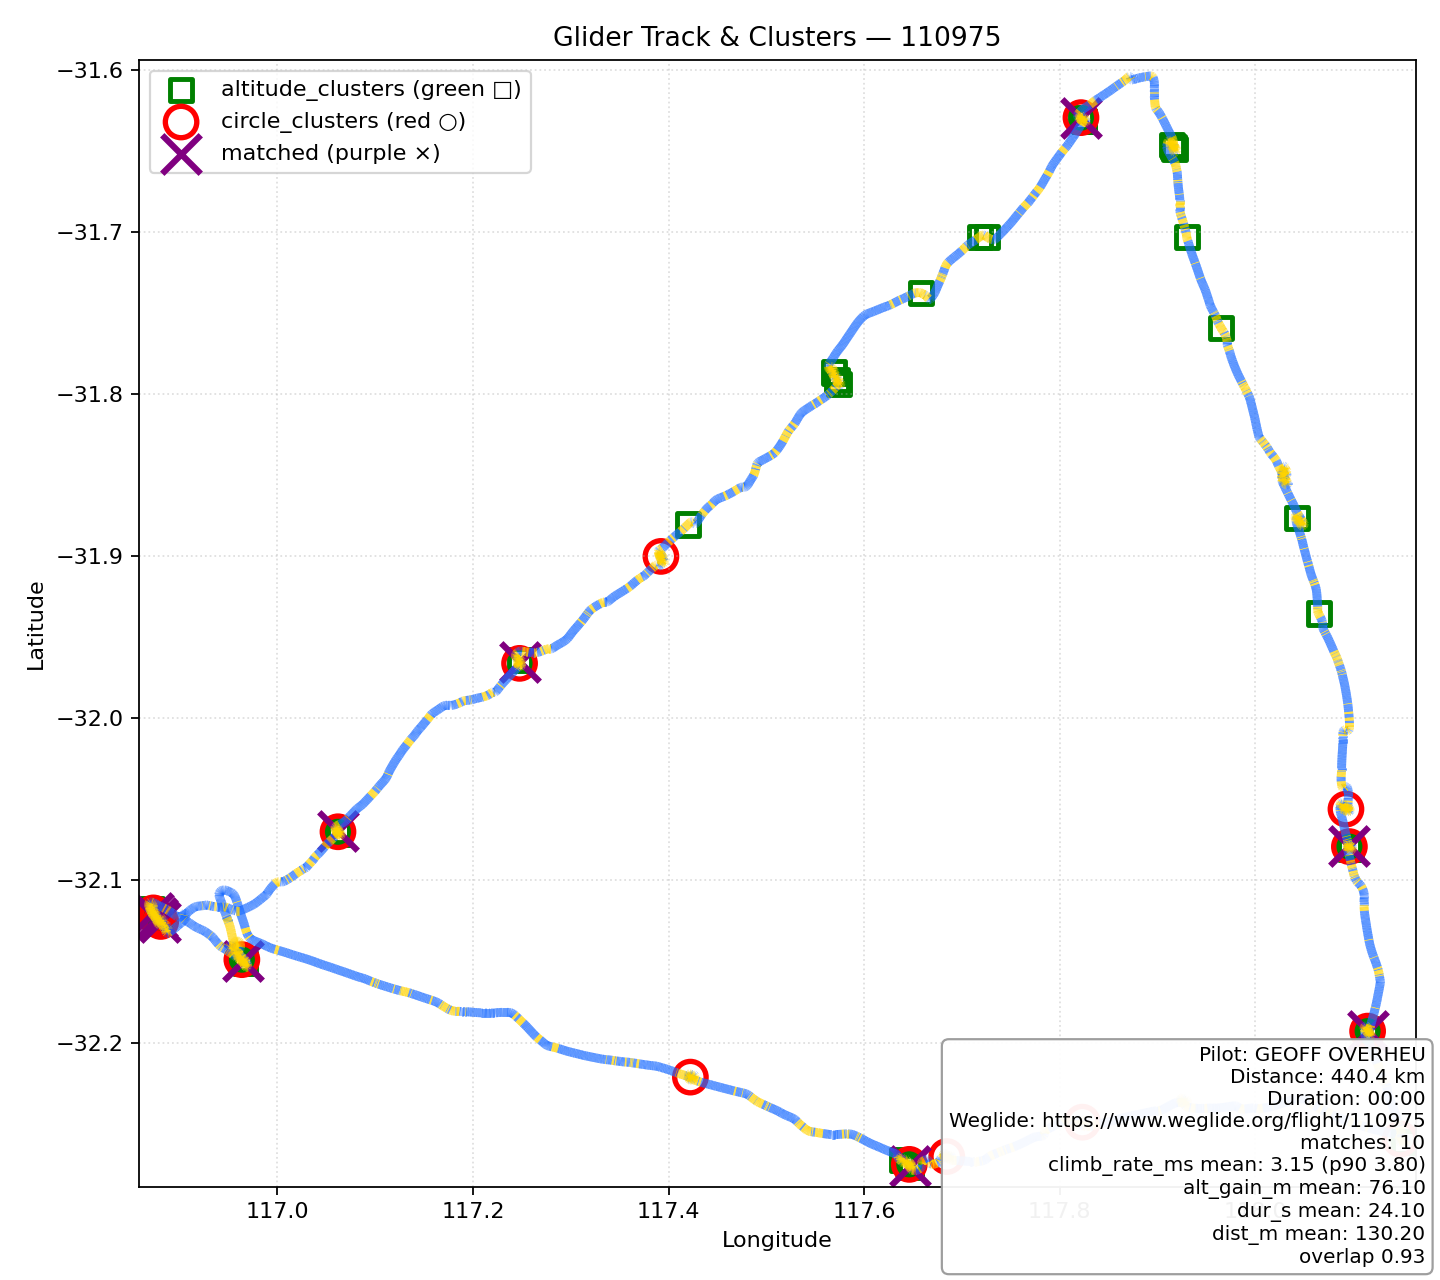 Glider Track & Clusters — 110975
altitude_clusters (green □)
circle_clusters (red ○)
matched (purple ×)
Latitude
−31.6
−31.7
−31.8
−31.9
−32.0
−32.1
−32.2
117.0
117.2
117.4
117.6
117.8
Longitude
Pilot: GEOFF OVERHEU
Distance: 440.4 km
Duration: 00:00
Weglide: https://www.weglide.org/flight/110975
matches: 10
climb_rate_ms mean: 3.15 (p90 3.80)
alt_gain_m mean: 76.10
dur_s mean: 24.10
dist_m mean: 130.20
overlap 0.93